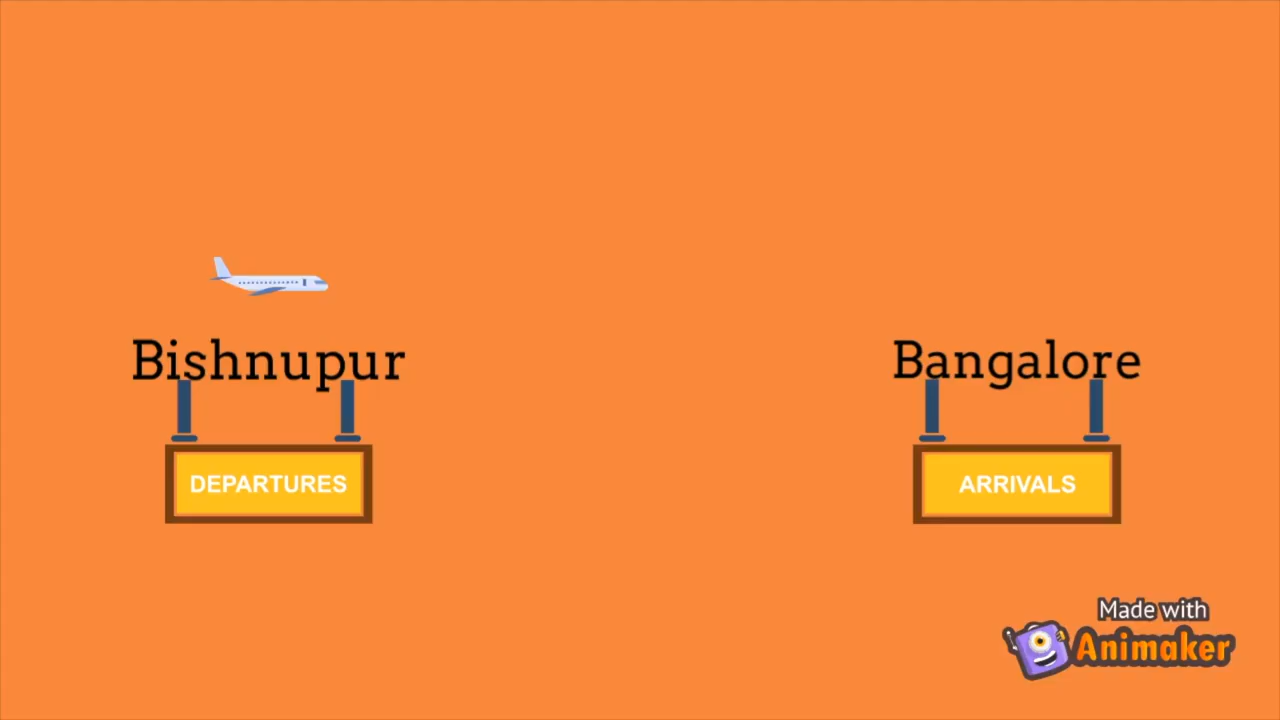 Bishnupur
Bangalore
DEPARTURES
ARRIVALS
Made with
Animaker